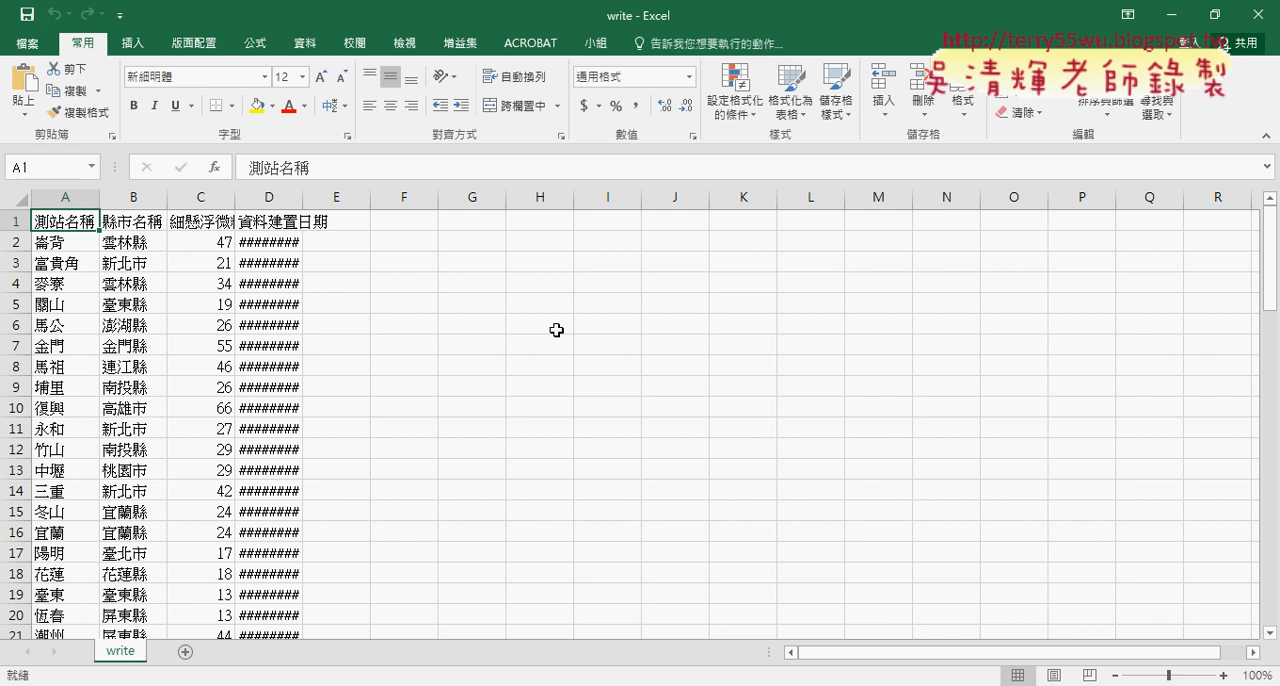 write - Excel
http://terry55wu.blogspot.tw
吳清輝老師錄製
檔案 常用 插入 版面配置 公式 資料 校閱 檢視 增益集 ACROBAT 小組 告訴我您想要執行的動作... 登入 共用
貼上 剪下 複製 複製格式 剪貼簿
新細明體 12 B I U 字型
自動換列 跨欄置中 對齊方式
通用格式 $ % , 數值
設定格式化的條件 格式化為表格 儲存格樣式 樣式
插入 刪除 格式 儲存格
清除 排序與篩選 尋找與選取 編輯
A1 fx 測站名稱
A B C D E F G H I J K L M N O P Q R
1 測站名稱 縣市名稱 細懸浮微 資料建置日期
2 崙背 雲林縣 47 ########
3 富貴角 新北市 21 ########
4 麥寮 雲林縣 34 ########
5 關山 臺東縣 19 ########
6 馬公 澎湖縣 26 ########
7 金門 金門縣 55 ########
8 馬祖 連江縣 46 ########
9 埔里 南投縣 26 ########
10 復興 高雄市 66 ########
11 永和 新北市 27 ########
12 竹山 南投縣 29 ########
13 中壢 桃園市 29 ########
14 三重 新北市 42 ########
15 冬山 宜蘭縣 24 ########
16 宜蘭 宜蘭縣 24 ########
17 陽明 臺北市 17 ########
18 花蓮 花蓮縣 18 ########
19 臺東 臺東縣 13 ########
20 恆春 屏東縣 13 ########
21 潮州 屏東縣 44 ########
write
就緒 100%